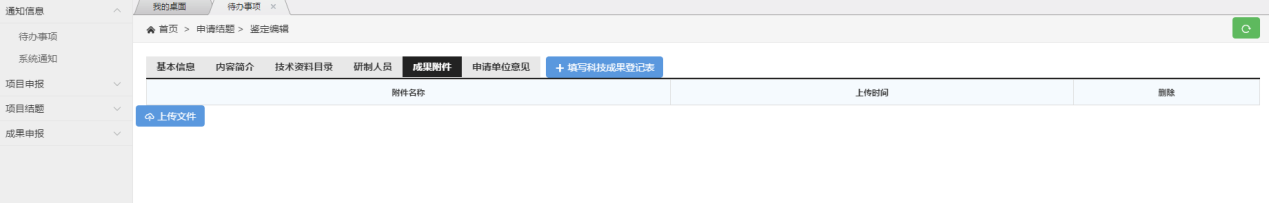 通知信息
待办事项
系统通知
项目申报
项目结题
成果申报
我的桌面 待办事项 ×
首页 > 申请结题 > 鉴定编辑
基本信息 内容简介 技术资料目录 研制人员 成果附件 申请单位意见 + 填写科技成果登记表
附件名称 上传时间 删除
上传文件